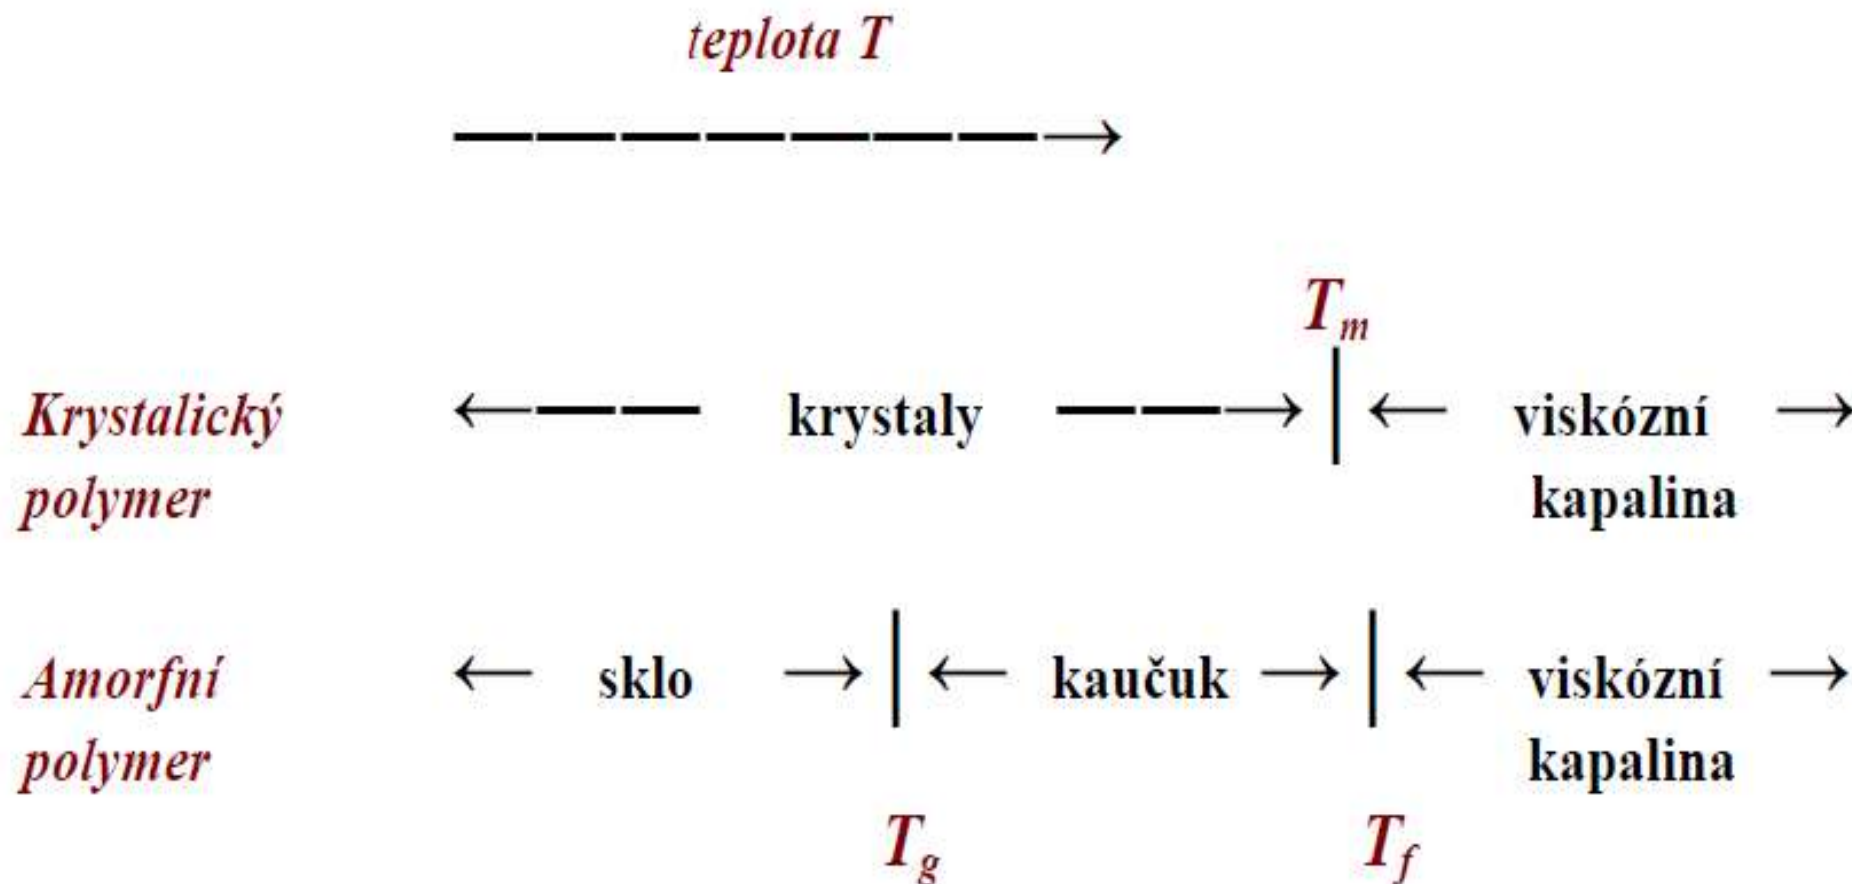 teplota T
T_m
Krystalický ← krystaly → | ← viskózní →
polymer kapalina
Amorfní ← sklo → | ← kaučuk → | ← viskózní →
polymer kapalina
T_g T_f